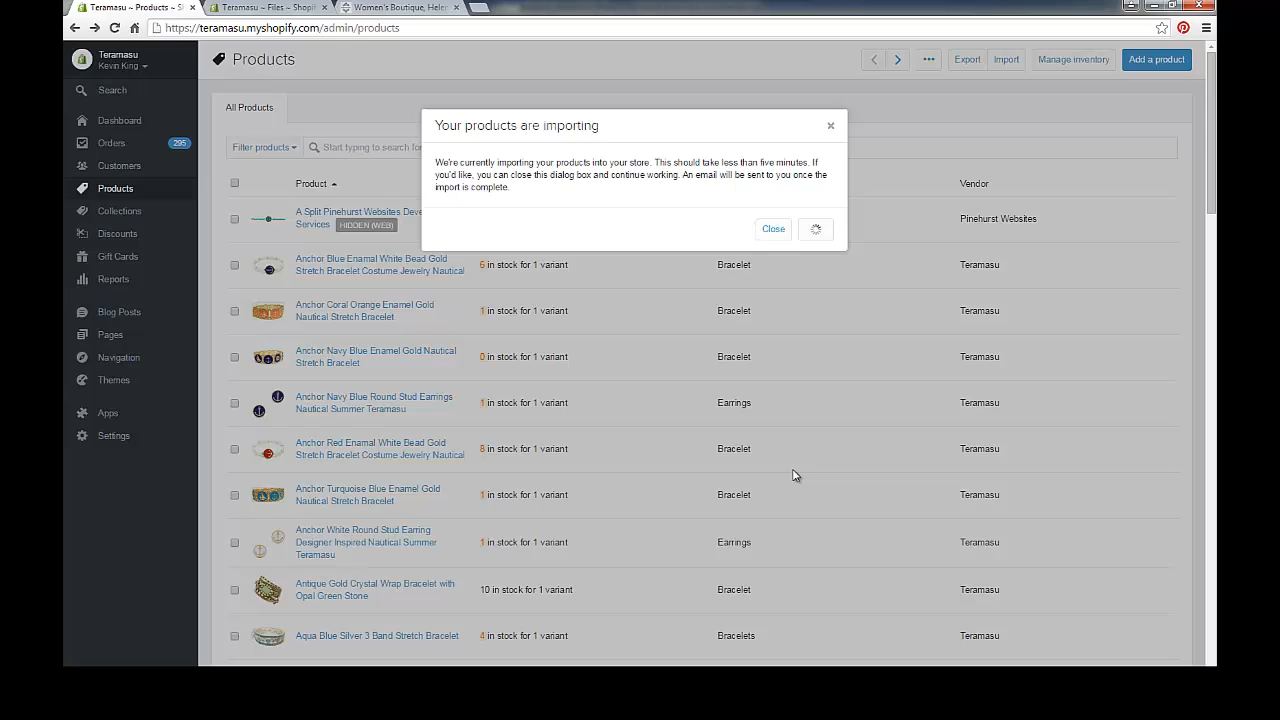 Teramasu ~ Products ~ S
Teramasu ~ Files ~ Shopif
Women's Boutique, Helen
https://teramasu.myshopify.com/admin/products
Teramasu
Kevin King
Search
Dashboard
Orders 295
Customers
Products
Collections
Discounts
Gift Cards
Reports
Blog Posts
Pages
Navigation
Themes
Apps
Settings
Products
Export
Import
Manage inventory
Add a product
All Products
Filter products
Start typing to search fo
Your products are importing
We're currently importing your products into your store. This should take less than five minutes. If
you'd like, you can close this dialog box and continue working. An email will be sent to you once the
import is complete.
Close
Product
Vendor
A Split Pinehurst Websites Deve
Services HIDDEN (WEB)
Pinehurst Websites
Anchor Blue Enamal White Bead Gold
Stretch Bracelet Costume Jewelry Nautical
6 in stock for 1 variant
Bracelet
Teramasu
Anchor Coral Orange Enamel Gold
Nautical Stretch Bracelet
1 in stock for 1 variant
Bracelet
Teramasu
Anchor Navy Blue Enamel Gold Nautical
Stretch Bracelet
0 in stock for 1 variant
Bracelet
Teramasu
Anchor Navy Blue Round Stud Earrings
Nautical Summer Teramasu
1 in stock for 1 variant
Earrings
Teramasu
Anchor Red Enamal White Bead Gold
Stretch Bracelet Costume Jewelry Nautical
8 in stock for 1 variant
Bracelet
Teramasu
Anchor Turquoise Blue Enamel Gold
Nautical Stretch Bracelet
1 in stock for 1 variant
Bracelet
Teramasu
Anchor White Round Stud Earring
Designer Inspired Nautical Summer
Teramasu
1 in stock for 1 variant
Earrings
Teramasu
Antique Gold Crystal Wrap Bracelet with
Opal Green Stone
10 in stock for 1 variant
Bracelet
Teramasu
Aqua Blue Silver 3 Band Stretch Bracelet
4 in stock for 1 variant
Bracelets
Teramasu